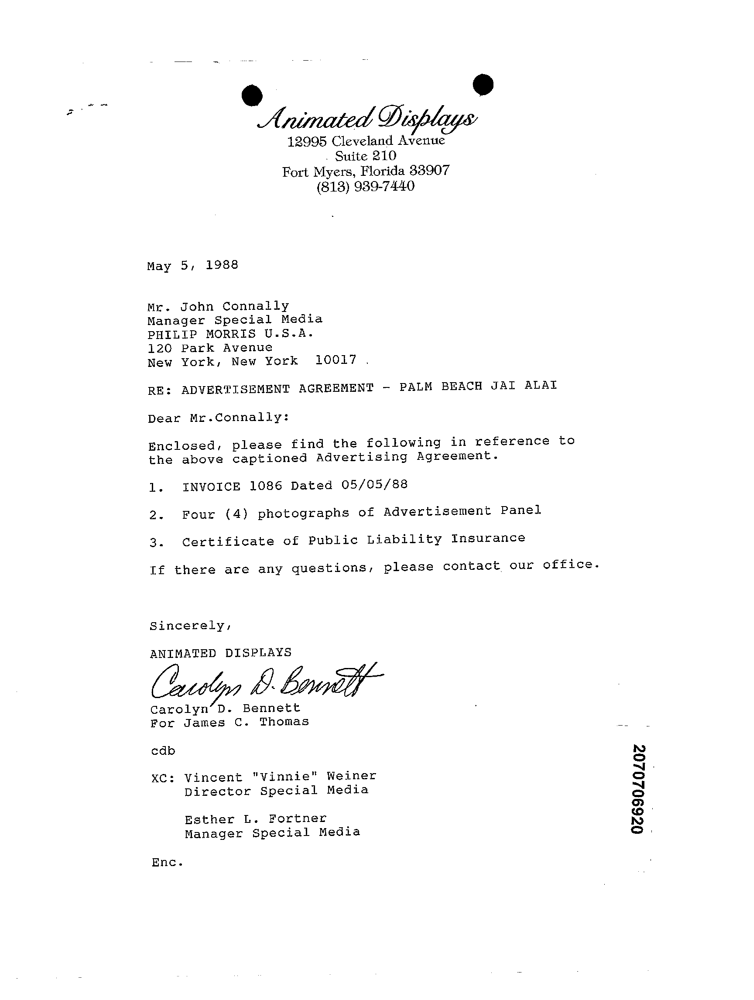 Animated Displays
12995 Cleveland Avenue
Suite 210
Fort Myers, Florida 33907
(813) 939-7440
May 5, 1988
Mr. John Connally
Manager Special Media
PHILIP MORRIS U.S.A.
120 Park Avenue
New York, New York  10017
RE: ADVERTISEMENT AGREEMENT - PALM BEACH JAI ALAI
Dear Mr.Connally:
Enclosed, please find the following in reference to
the above captioned Advertising Agreement.
1.  INVOICE 1086 Dated 05/05/88
2.  Four (4) photographs of Advertisement Panel
3.  Certificate of Public Liability Insurance
If there are any questions, please contact our office.
Sincerely,
ANIMATED DISPLAYS
Carolyn D. Bennett
Carolyn D. Bennett
For James C. Thomas
cdb
XC: Vincent "Vinnie" Weiner
Director Special Media
Esther L. Fortner
Manager Special Media
Enc.
2070706920